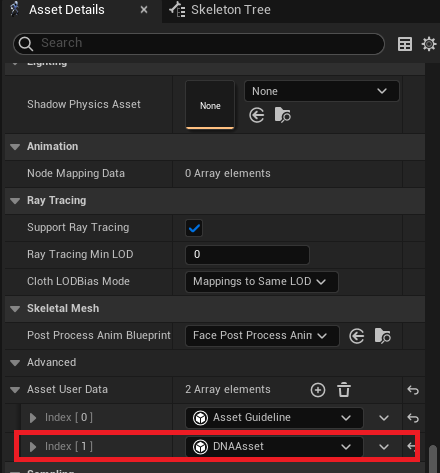 Asset Details
Skeleton Tree
Search
Lighting
Shadow Physics Asset
None
None
Animation
Node Mapping Data
0 Array elements
Ray Tracing
Support Ray Tracing
Ray Tracing Min LOD
0
Cloth LODBias Mode
Mappings to Same LOD
Skeletal Mesh
Post Process Anim Blueprint
Face Post Process Anim
Advanced
Asset User Data
2 Array elements
Index [ 0 ]
Asset Guideline
Index [ 1 ]
DNAAsset
Sampling